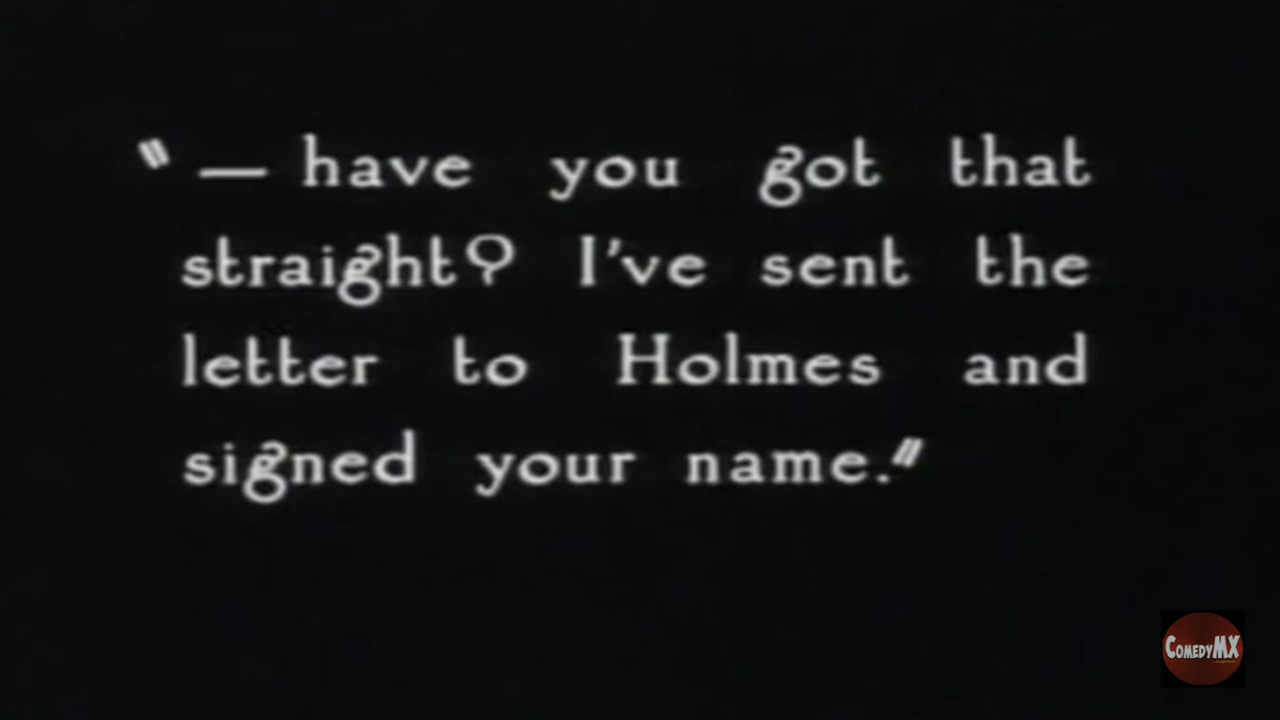 "— have you got that
straight? I've sent the
letter to Holmes and
signed your name."
COMEDYMX